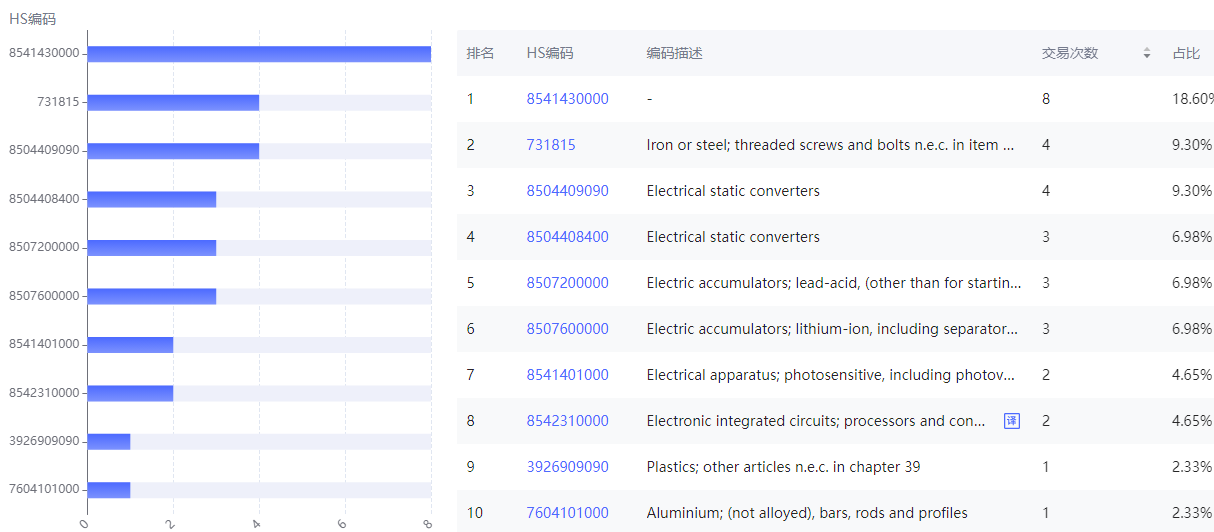 HS编码
8541430000
731815
8504409090
8504408400
8507200000
8507600000
8541401000
8542310000
3926909090
7604101000
0 2 4 6 8
排名 HS编码 编码描述 交易次数 占比
1 8541430000 - 8 18.60%
2 731815 Iron or steel; threaded screws and bolts n.e.c. in item ... 4 9.30%
3 8504409090 Electrical static converters 4 9.30%
4 8504408400 Electrical static converters 3 6.98%
5 8507200000 Electric accumulators; lead-acid, (other than for startin... 3 6.98%
6 8507600000 Electric accumulators; lithium-ion, including separator... 3 6.98%
7 8541401000 Electrical apparatus; photosensitive, including photov... 2 4.65%
8 8542310000 Electronic integrated circuits; processors and con... 译 2 4.65%
9 3926909090 Plastics; other articles n.e.c. in chapter 39 1 2.33%
10 7604101000 Aluminium; (not alloyed), bars, rods and profiles 1 2.33%